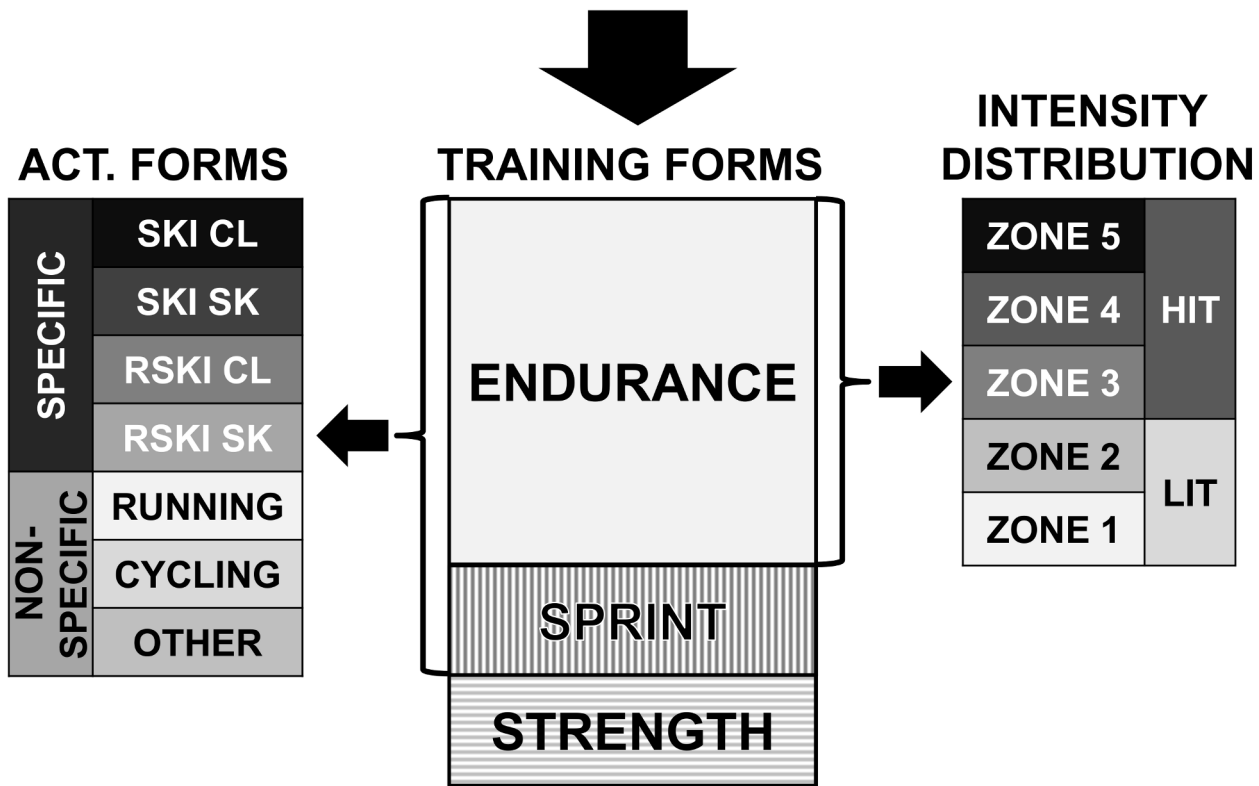 ACT. FORMS
SPECIFIC
SKI CL
SKI SK
RSKI CL
RSKI SK
NON-
SPECIFIC
RUNNING
CYCLING
OTHER
TRAINING FORMS
ENDURANCE
SPRINT
STRENGTH
INTENSITY
DISTRIBUTION
ZONE 5
ZONE 4
ZONE 3
HIT
ZONE 2
ZONE 1
LIT